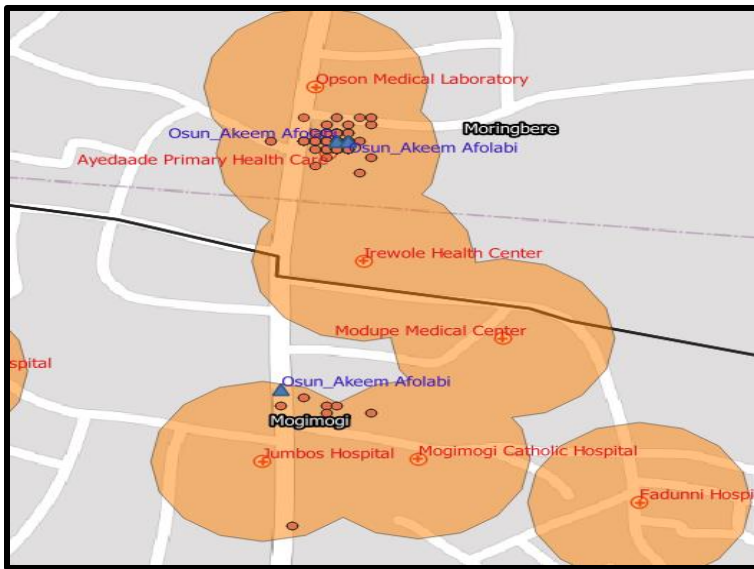 Opson Medical Laboratory
Moringbere
Osun_Akeem Afolabi
Osun_Akeem Afolabi
Ayedaade Primary Health Care
Irewole Health Center
Modupe Medical Center
spital
Osun_Akeem Afolabi
Mogimogi
Jumbos Hospital
Mogimogi Catholic Hospital
Fadunni Hospi